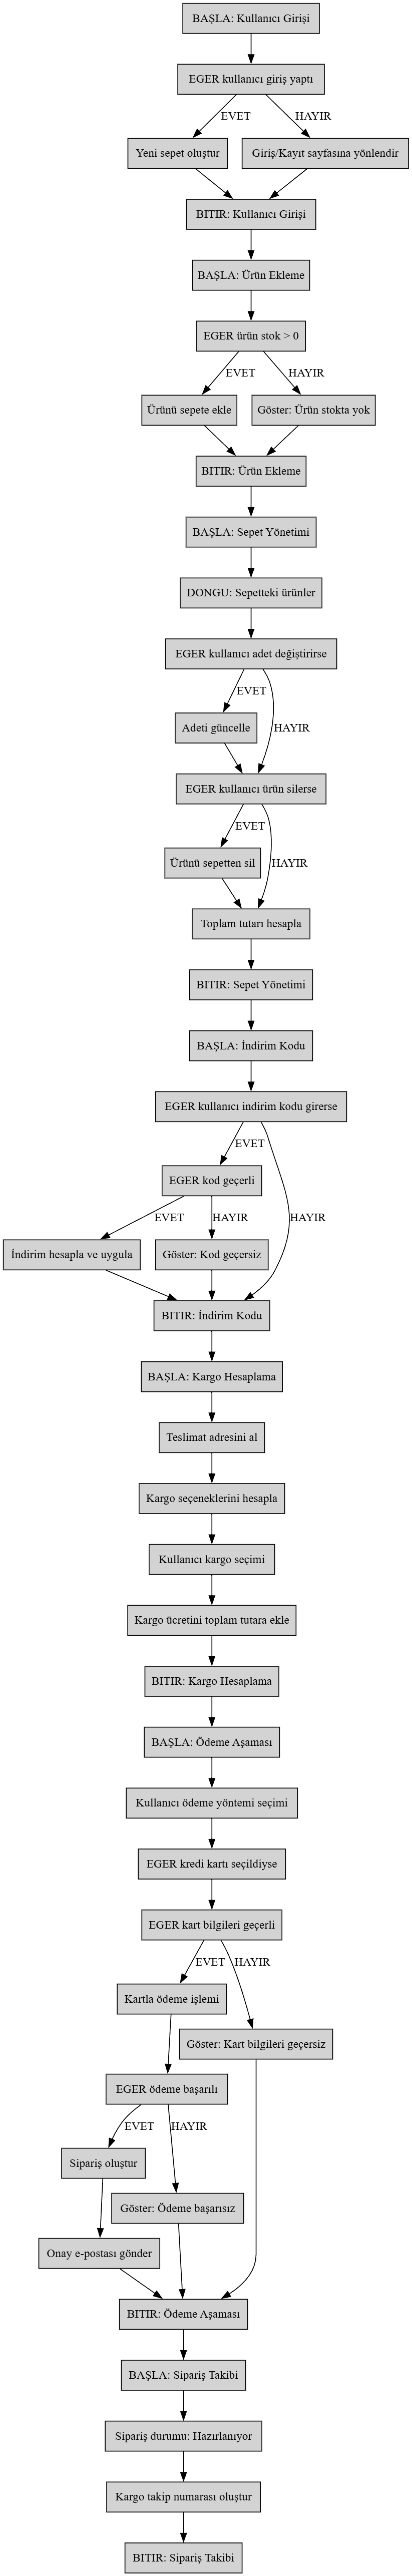 BAŞLA: Kullanıcı Girişi
EGER kullanıcı giriş yaptı
EVET
HAYIR
Yeni sepet oluştur
Giriş/Kayıt sayfasına yönlendir
BITIR: Kullanıcı Girişi
BAŞLA: Ürün Ekleme
EGER ürün stok > 0
EVET
HAYIR
Ürünü sepete ekle
Göster: Ürün stokta yok
BITIR: Ürün Ekleme
BAŞLA: Sepet Yönetimi
DONGU: Sepetteki ürünler
EGER kullanıcı adet değiştirirse
EVET
Adeti güncelle
HAYIR
EGER kullanıcı ürün silerse
EVET
Ürünü sepetten sil
HAYIR
Toplam tutarı hesapla
BITIR: Sepet Yönetimi
BAŞLA: İndirim Kodu
EGER kullanıcı indirim kodu girerse
EVET
EGER kod geçerli
EVET
HAYIR
HAYIR
İndirim hesapla ve uygula
Göster: Kod geçersiz
BITIR: İndirim Kodu
BAŞLA: Kargo Hesaplama
Teslimat adresini al
Kargo seçeneklerini hesapla
Kullanıcı kargo seçimi
Kargo ücretini toplam tutara ekle
BITIR: Kargo Hesaplama
BAŞLA: Ödeme Aşaması
Kullanıcı ödeme yöntemi seçimi
EGER kredi kartı seçildiyse
EGER kart bilgileri geçerli
EVET
HAYIR
Kartla ödeme işlemi
Göster: Kart bilgileri geçersiz
EGER ödeme başarılı
EVET
HAYIR
Sipariş oluştur
Göster: Ödeme başarısız
Onay e-postası gönder
BITIR: Ödeme Aşaması
BAŞLA: Sipariş Takibi
Sipariş durumu: Hazırlanıyor
Kargo takip numarası oluştur
BITIR: Sipariş Takibi